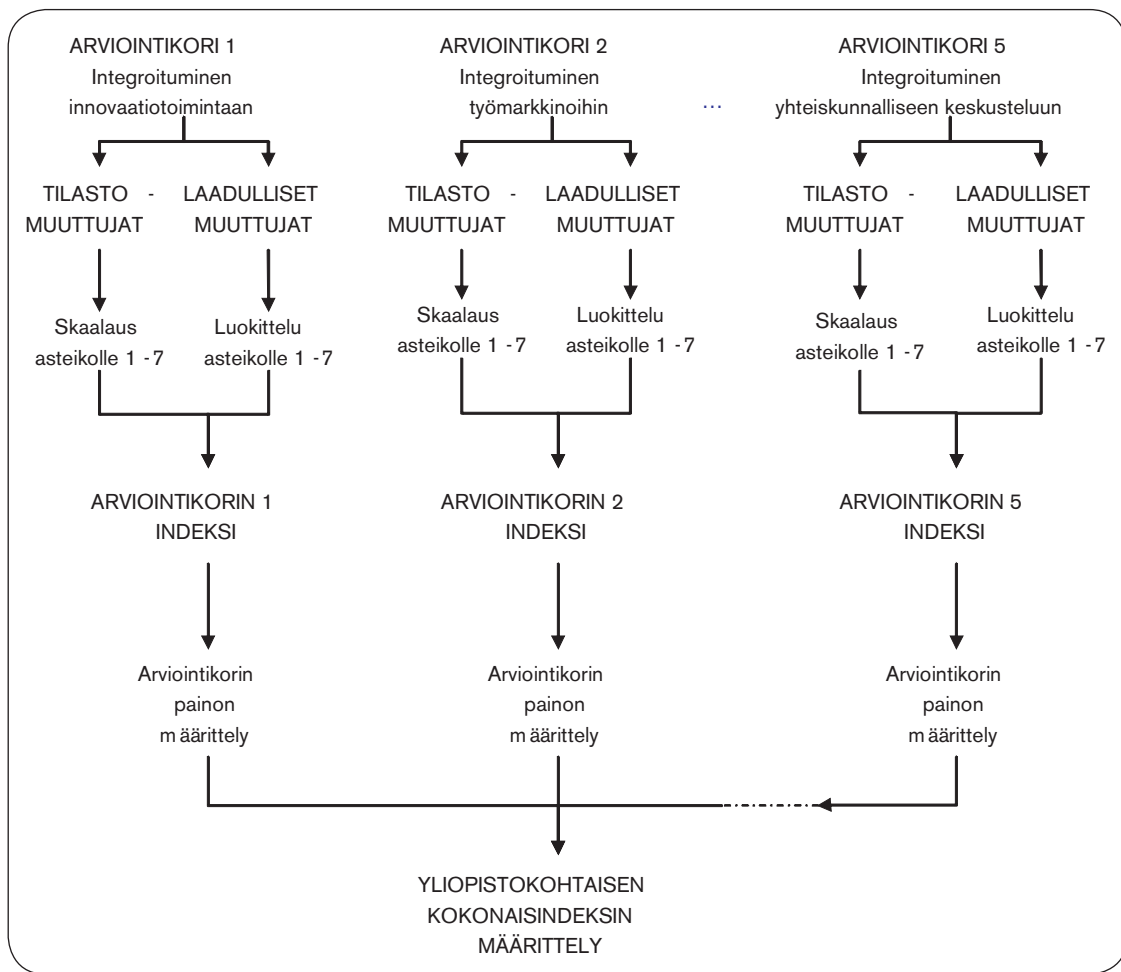 ARVIOINTIKORI 1
Integroituminen
innovaatiotoimintaan
ARVIOINTIKORI 2
Integroituminen
työmarkkinoihin
...
ARVIOINTIKORI 5
Integroituminen
yhteiskunnalliseen keskusteluun
TILASTO -
MUUTTUJAT
LAADULLISET
MUUTTUJAT
TILASTO -
MUUTTUJAT
LAADULLISET
MUUTTUJAT
TILASTO -
MUUTTUJAT
LAADULLISET
MUUTTUJAT
Skaalaus
asteikolle 1 -7
Luokittelu
asteikolle 1 -7
Skaalaus
asteikolle 1 -7
Luokittelu
asteikolle 1 -7
Skaalaus
asteikolle 1 -7
Luokittelu
asteikolle 1 -7
ARVIOINTIKORIN 1
INDEKSI
ARVIOINTIKORIN 2
INDEKSI
ARVIOINTIKORIN 5
INDEKSI
Arviointikorin
painon
m äärittely
Arviointikorin
painon
m äärittely
Arviointikorin
painon
m äärittely
YLIOPISTOKOHTAISEN
KOKONAISINDEKSIN
MÄÄRITTELY